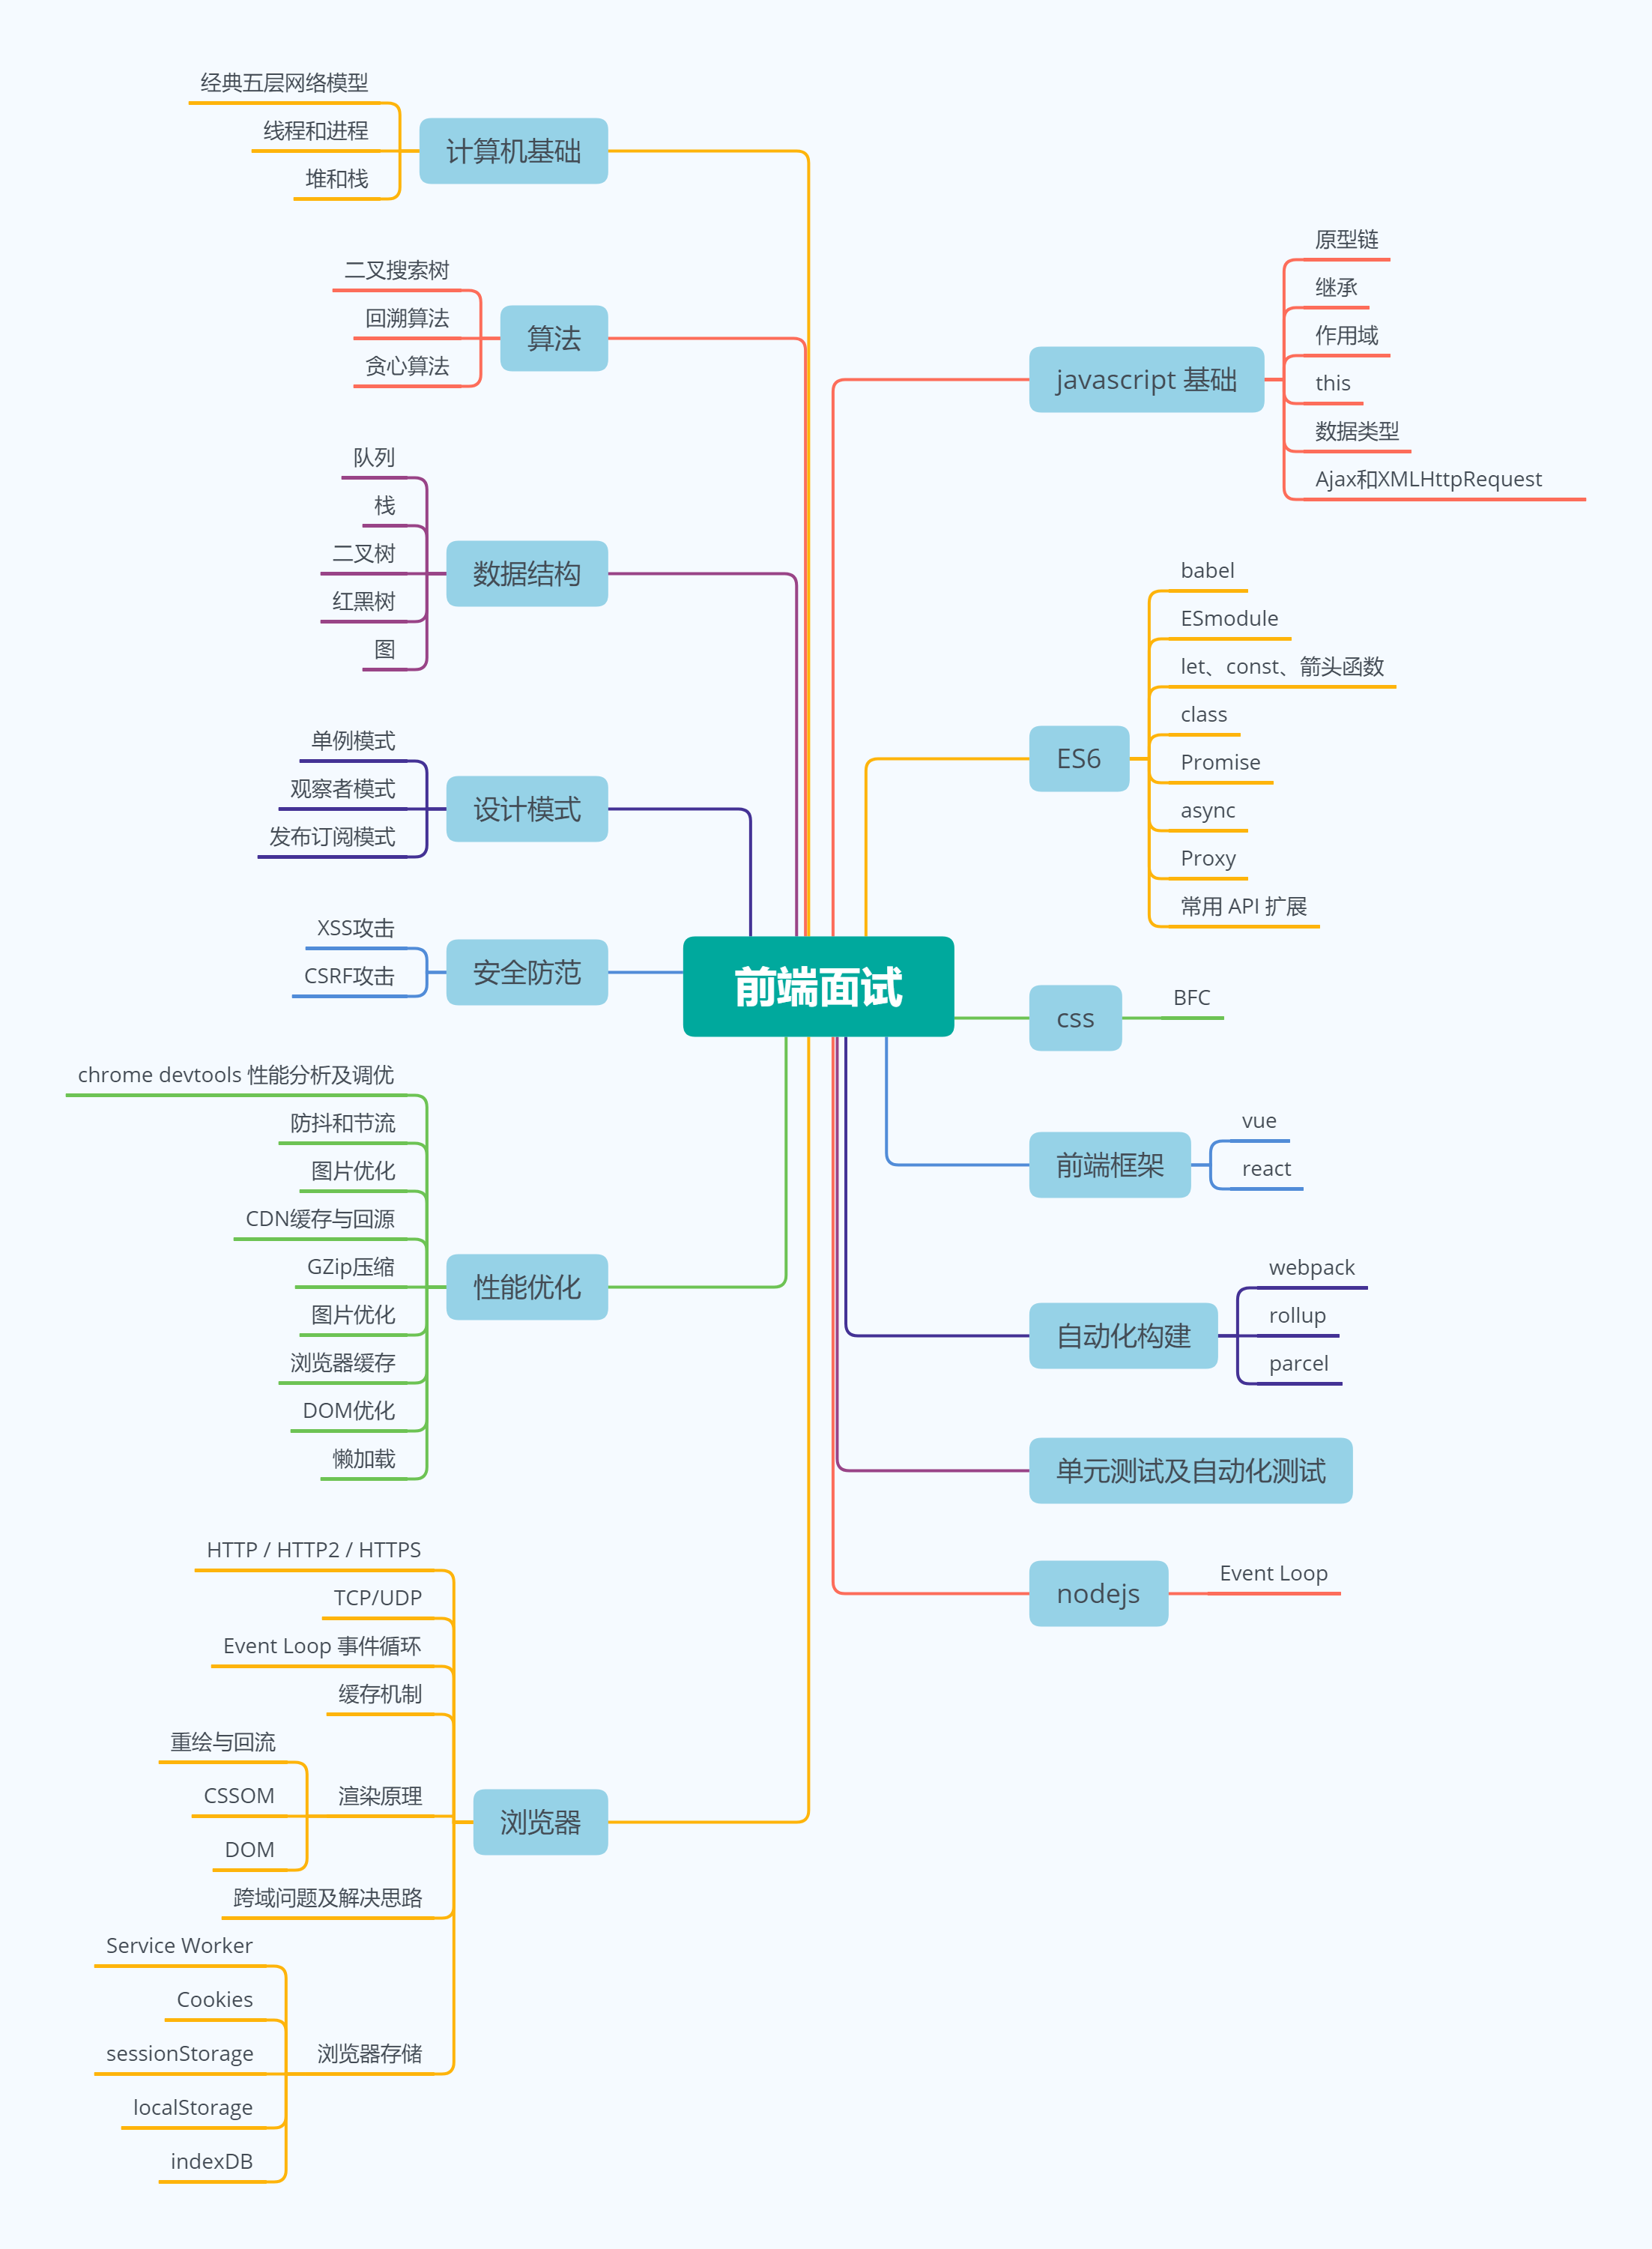 前端面试
javascript 基础
原型链
继承
作用域
this
数据类型
Ajax和XMLHttpRequest
ES6
babel
ESmodule
let、const、箭头函数
class
Promise
async
Proxy
常用 API 扩展
css
BFC
前端框架
vue
react
自动化构建
webpack
rollup
parcel
单元测试及自动化测试
nodejs
Event Loop
计算机基础
经典五层网络模型
线程和进程
堆和栈
算法
二叉搜索树
回溯算法
贪心算法
数据结构
队列
栈
二叉树
红黑树
图
设计模式
单例模式
观察者模式
发布订阅模式
安全防范
XSS攻击
CSRF攻击
性能优化
chrome devtools 性能分析及调优
防抖和节流
图片优化
CDN缓存与回源
GZip压缩
图片优化
浏览器缓存
DOM优化
懒加载
浏览器
HTTP / HTTP2 / HTTPS
TCP/UDP
Event Loop 事件循环
缓存机制
渲染原理
重绘与回流
CSSOM
DOM
跨域问题及解决思路
浏览器存储
Service Worker
Cookies
sessionStorage
localStorage
indexDB